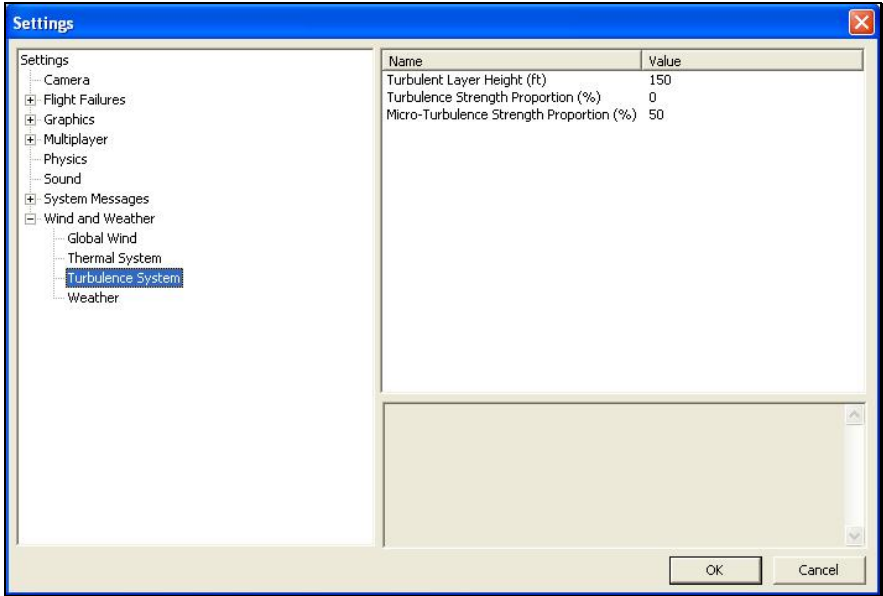 Settings
Settings
Camera
Flight Failures
Graphics
Multiplayer
Physics
Sound
System Messages
Wind and Weather
Global Wind
Thermal System
Turbulence System
Weather
Name Value
Turbulent Layer Height (ft) 150
Turbulence Strength Proportion (%) 0
Micro-Turbulence Strength Proportion (%) 50
OK Cancel